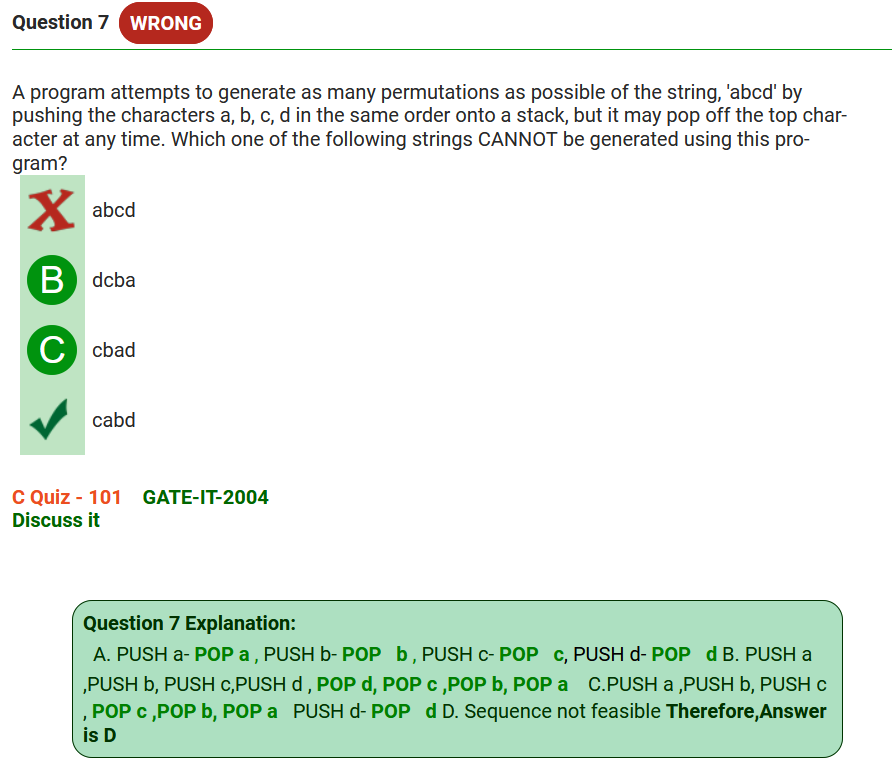 Question 7 WRONG
A program attempts to generate as many permutations as possible of the string, 'abcd' by
pushing the characters a, b, c, d in the same order onto a stack, but it may pop off the top char-
acter at any time. Which one of the following strings CANNOT be generated using this pro-
gram?
X abcd
B dcba
C cbad
cabd
C Quiz - 101 GATE-IT-2004
Discuss it
Question 7 Explanation:
A. PUSH a- POP a , PUSH b- POP b , PUSH c- POP c, PUSH d- POP d B. PUSH a
,PUSH b, PUSH c,PUSH d , POP d, POP c ,POP b, POP a C.PUSH a ,PUSH b, PUSH c
, POP c ,POP b, POP a PUSH d- POP d D. Sequence not feasible Therefore,Answer
is D